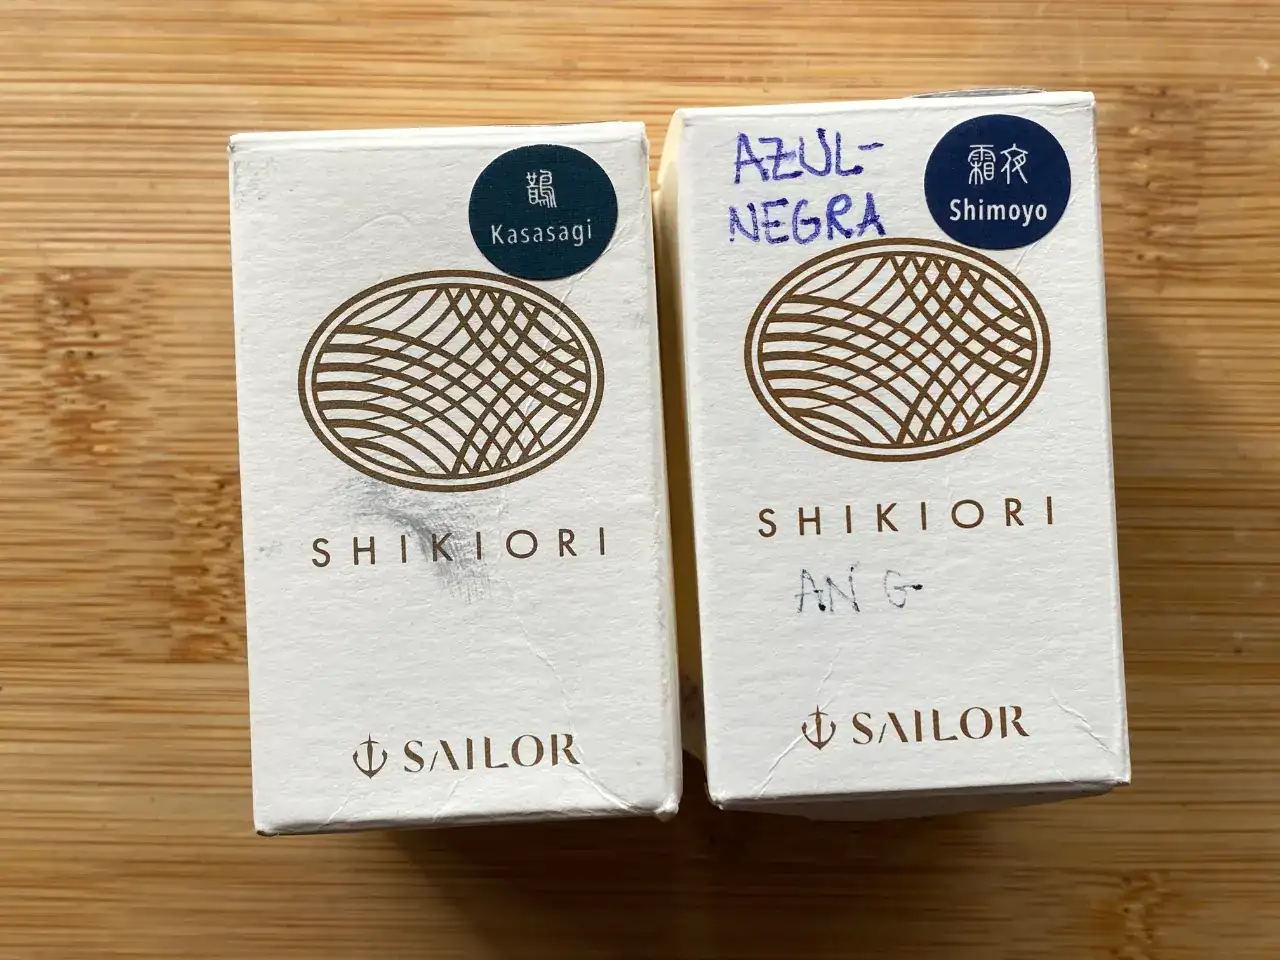 鵲
Kasasagi
SHIKIORI
SAILOR
AZUL-
NEGRA
霜夜
Shimoyo
SHIKIORI
AN G
SAILOR